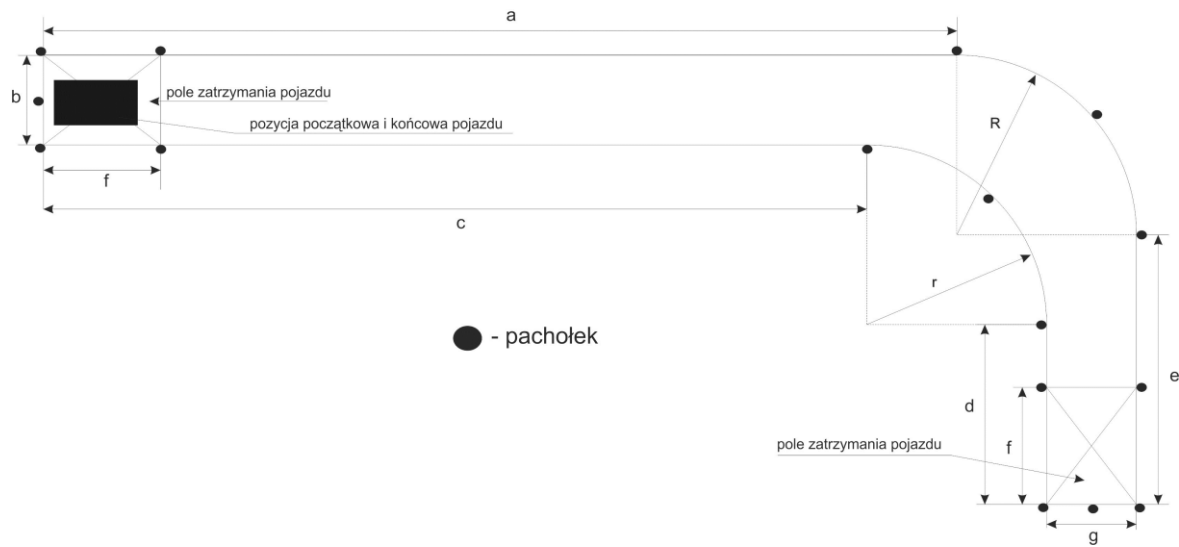 a
b
pole zatrzymania pojazdu
pozycja początkowa i końcowa pojazdu
R
f
c
r
- pachołek
d
e
pole zatrzymania pojazdu
f
g